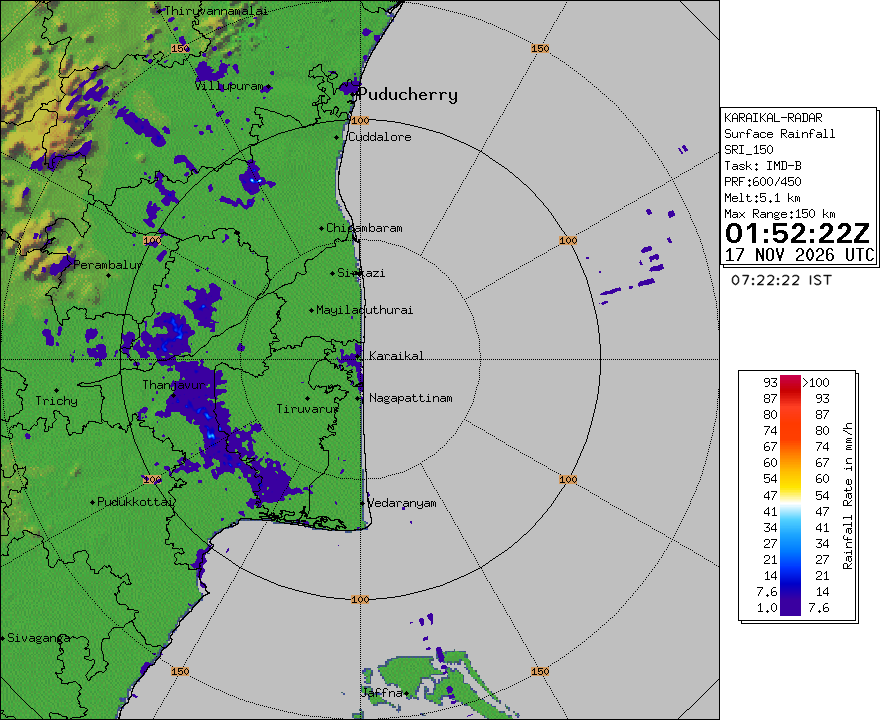 Thiruvannamalai
150
150
Villupuram
Puducherry
100
Cuddalore
Chidambaram
100
100
Perambalur
Sirkazi
Mayiladuthurai
Karaikal
Thanjavur
Trichy
Tiruvarur
Nagapattinam
100
100
Pudukkottai
Vedaranyam
100
Sivaganga
150
150
Jaffna
KARAIKAL-RADAR
Surface Rainfall
SRI_150
Task: IMD-B
PRF:600/450
Melt:5.1 km
Max Range:150 km
01:52:22Z
17 NOV 2026 UTC
07:22:22 IST
93 >100
87 93
80 87
74 80
67 74
60 67
54 60
47 54
41 47
34 41
27 34
21 27
14 21
7.6 14
1.0 7.6
Rainfall Rate in mm/h